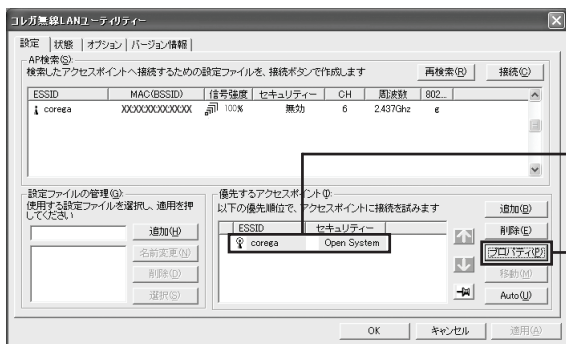 コレガ無線LANユーティリティー
設定 状態 オプション バージョン情報
AP検索(S):
検索したアクセスポイントへ接続するための設定ファイルを、接続ボタンで作成します
再検索(R) 接続(C)
ESSID MAC(BSSID) 信号強度 セキュリティー CH 周波数 802...
corega XX:XX:XX:XX:XX:XX 100% 無効 6 2.437Ghz g
設定ファイルの管理(G):
使用する設定ファイルを選択し、適用を押してください
追加(H)
名前変更(N)
削除(D)
選択(S)
優先するアクセスポイント(I):
以下の優先順位で、アクセスポイントに接続を試みます
ESSID セキュリティー
corega Open System
追加(B)
削除(E)
プロパティ(P)
移動(M)
Auto(U)
OK キャンセル 適用(A)